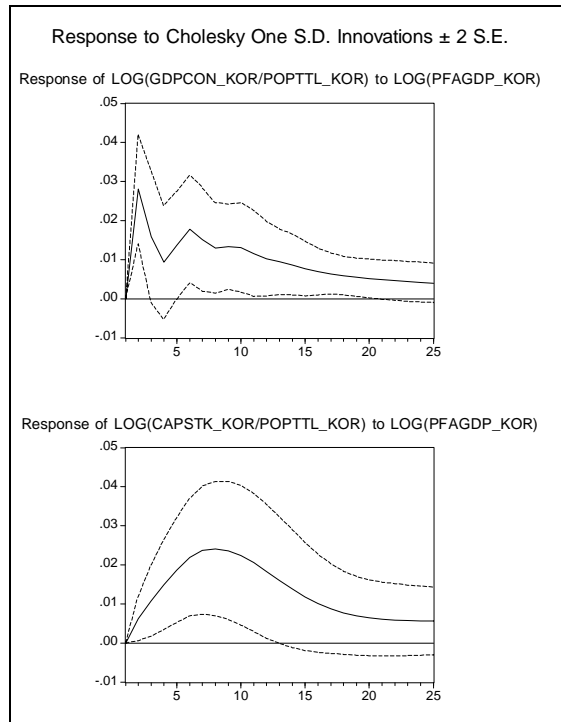 Response to Cholesky One S.D. Innovations ± 2 S.E.
Response of LOG(GDPCON_KOR/POPTTL_KOR) to LOG(PFAGDP_KOR)
.05
.04
.03
.02
.01
.00
-.01
5 10 15 20 25
Response of LOG(CAPSTK_KOR/POPTTL_KOR) to LOG(PFAGDP_KOR)
.05
.04
.03
.02
.01
.00
-.01
5 10 15 20 25